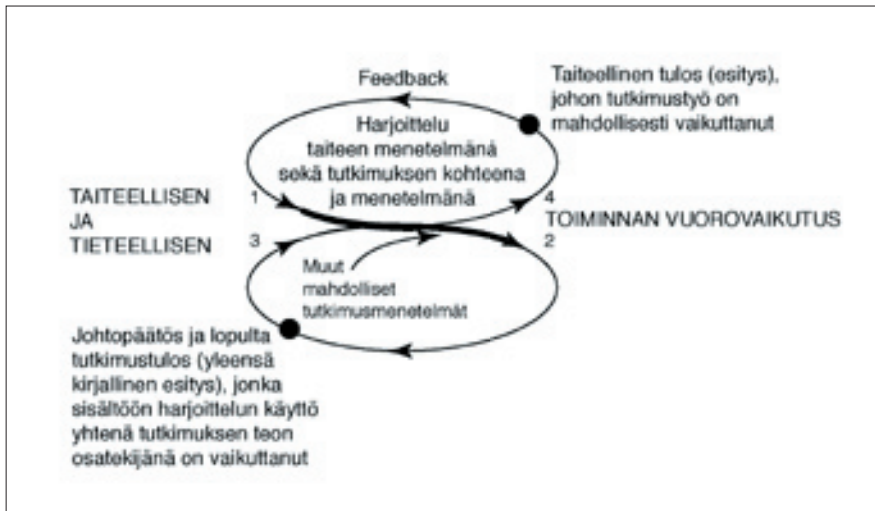 Feedback
Taiteellinen tulos (esitys),
johon tutkimustyö on
mahdollisesti vaikuttanut
Harjoittelu
taiteen menetelmänä
sekä tutkimuksen kohteena
ja menetelmänä
TAITEELLISEN
JA
TIETEELLISEN
1
3
4
2
TOIMINNAN VUOROVAIKUTUS
Muut
mahdolliset
tutkimusmenetelmät
Johtopäätös ja lopulta
tutkimustulos (yleensä
kirjallinen esitys), jonka
sisältöön harjoittelun käyttö
yhtenä tutkimuksen teon
osatekijänä on vaikuttanut